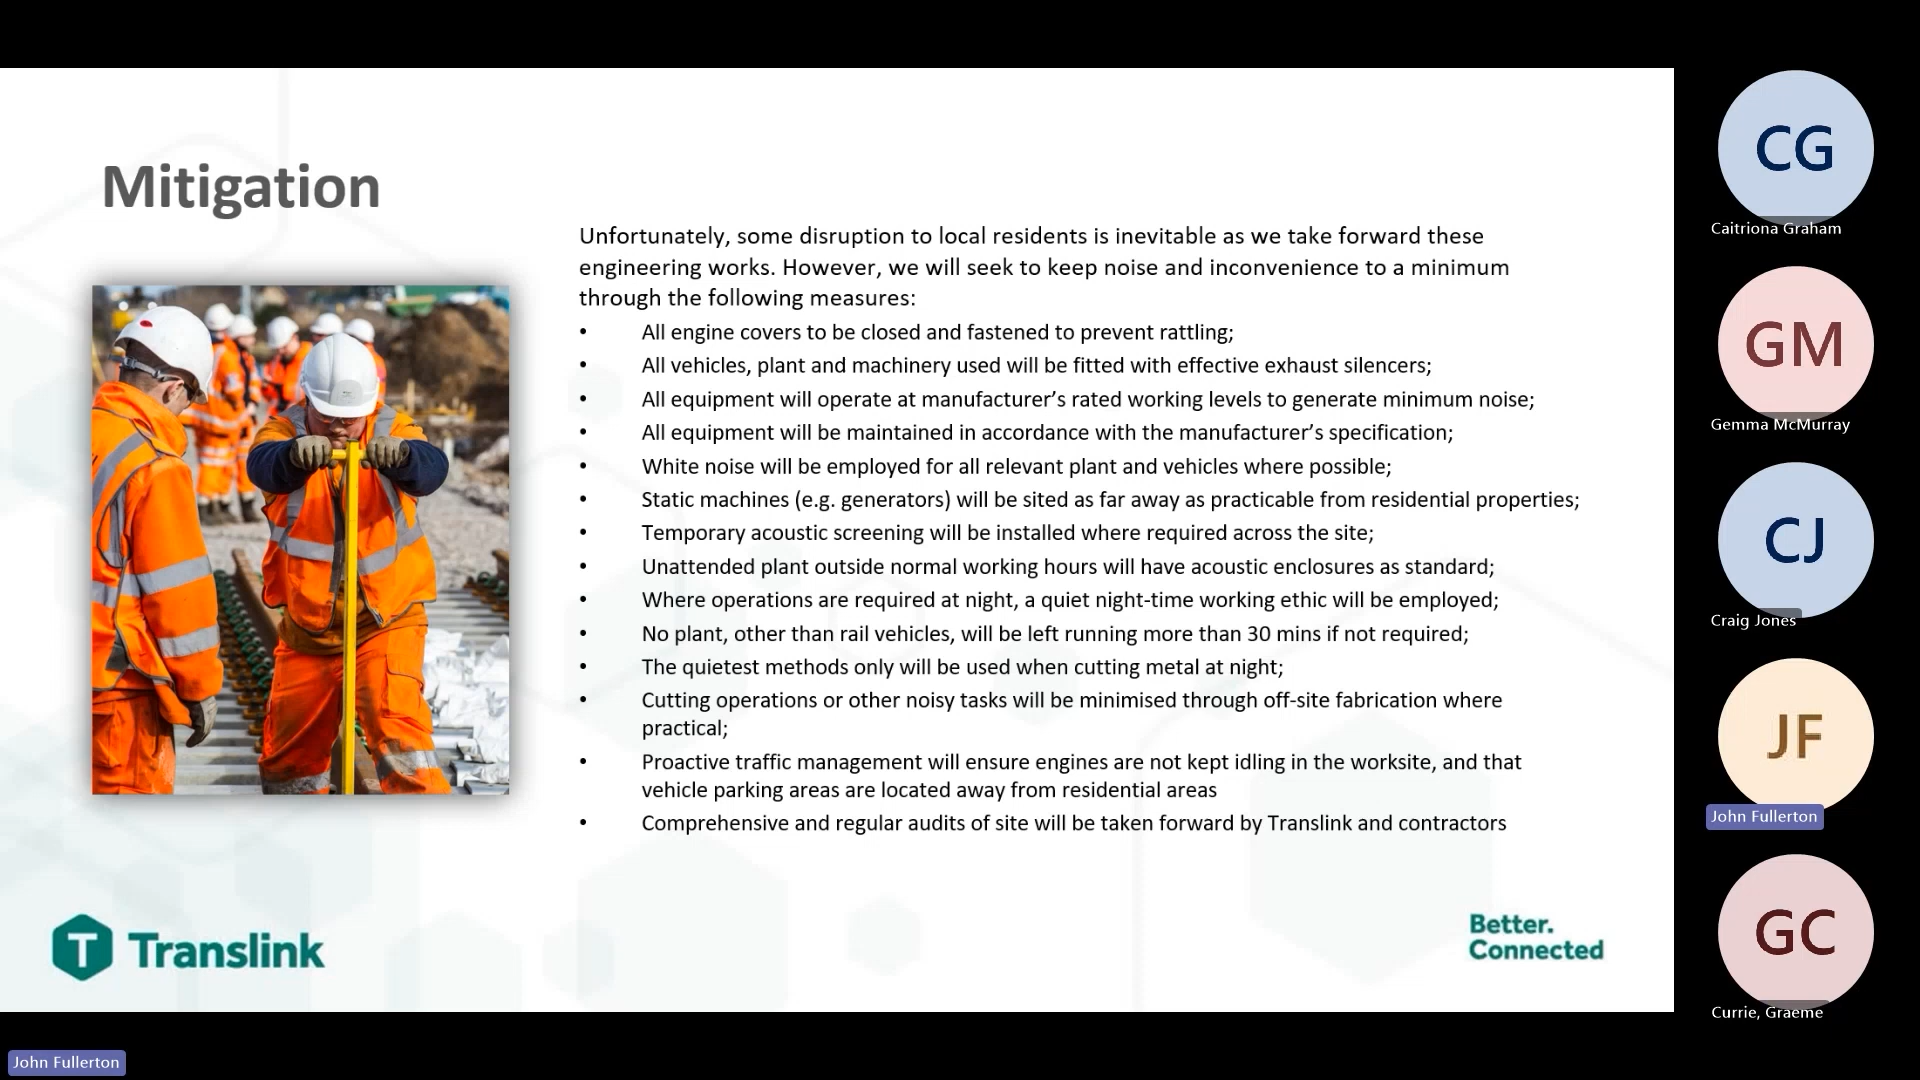 Mitigation
Unfortunately, some disruption to local residents is inevitable as we take forward these
engineering works. However, we will seek to keep noise and inconvenience to a minimum
through the following measures:
• All engine covers to be closed and fastened to prevent rattling;
• All vehicles, plant and machinery used will be fitted with effective exhaust silencers;
• All equipment will operate at manufacturer’s rated working levels to generate minimum noise;
• All equipment will be maintained in accordance with the manufacturer’s specification;
• White noise will be employed for all relevant plant and vehicles where possible;
• Static machines (e.g. generators) will be sited as far away as practicable from residential properties;
• Temporary acoustic screening will be installed where required across the site;
• Unattended plant outside normal working hours will have acoustic enclosures as standard;
• Where operations are required at night, a quiet night-time working ethic will be employed;
• No plant, other than rail vehicles, will be left running more than 30 mins if not required;
• The quietest methods only will be used when cutting metal at night;
• Cutting operations or other noisy tasks will be minimised through off-site fabrication where
practical;
• Proactive traffic management will ensure engines are not kept idling in the worksite, and that
vehicle parking areas are located away from residential areas
• Comprehensive and regular audits of site will be taken forward by Translink and contractors
T Translink
Better.
Connected
CG
Caitriona Graham
GM
Gemma McMurray
CJ
Craig Jones
JF
John Fullerton
GC
Currie, Graeme
John Fullerton